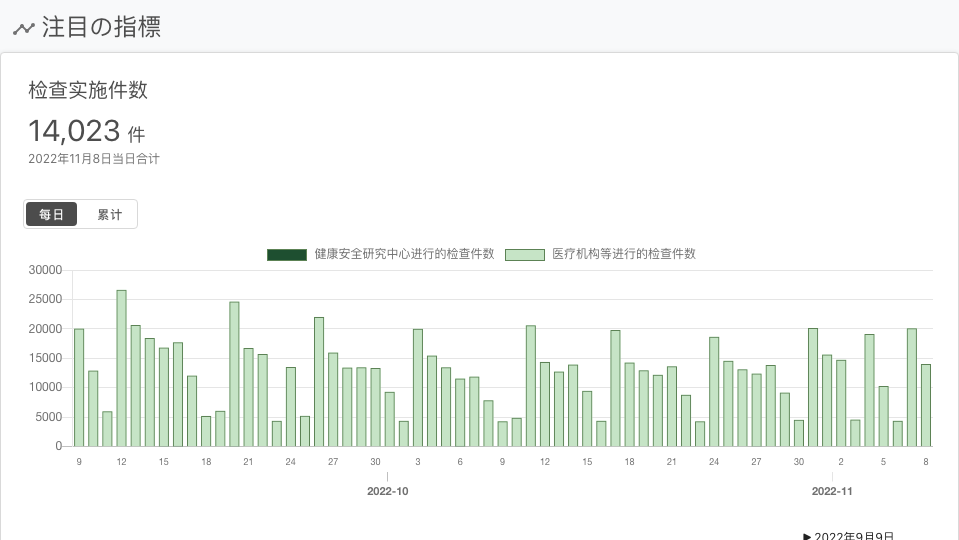 注目の指標
检查实施件数
14,023 件
2022年11月8日当日合计
每日 累计
健康安全研究中心进行的检查件数 医疗机构等进行的检查件数
30000
25000
20000
15000
10000
5000
0
9 12 15 18 21 24 27 30 3 6 9 12 15 18 21 24 27 30 2 5 8
2022-10 2022-11
▶ 2022年9月9日